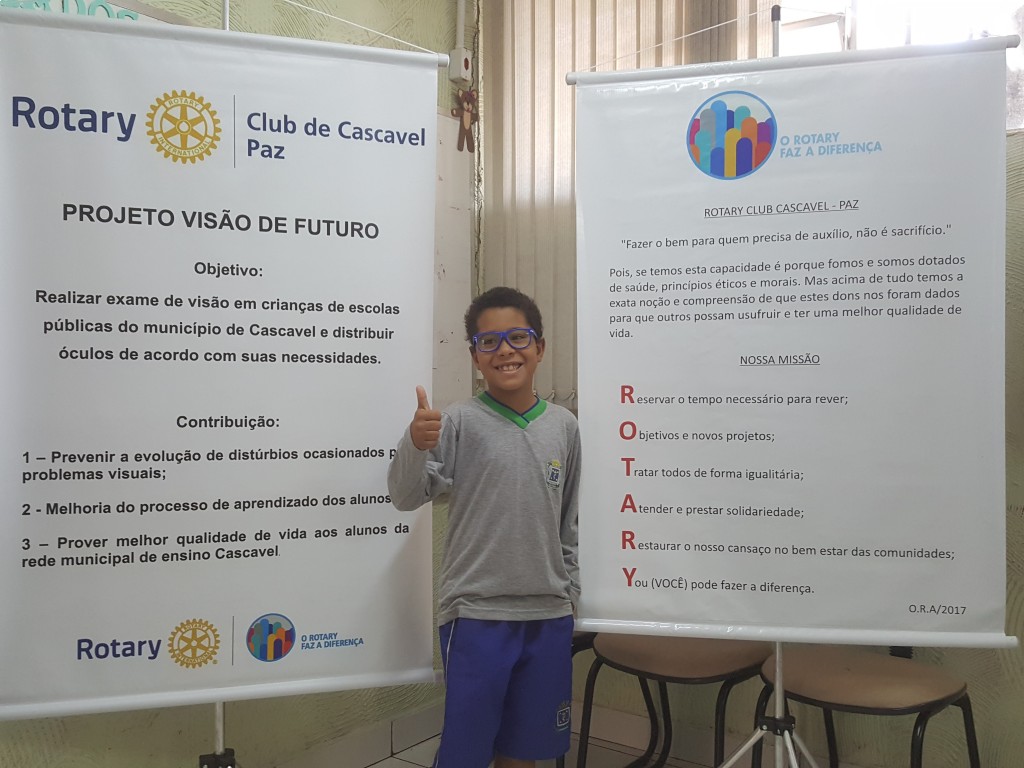 Rotary
ROTARY
INTERNATIONAL
Club de Cascavel
Paz
PROJETO VISÃO DE FUTURO
Objetivo:
Realizar exame de visão em crianças de escolas
públicas do município de Cascavel e distribuir
óculos de acordo com suas necessidades.
Contribuição:
1 – Prevenir a evolução de distúrbios ocasionados
problemas visuais;
2 - Melhoria do processo de aprendizado dos alunos
3 – Prover melhor qualidade de vida aos alunos da
rede municipal de ensino Cascavel.
Rotary
O ROTARY
FAZ A DIFERENÇA
O ROTARY
FAZ A DIFERENÇA
ROTARY CLUB CASCAVEL - PAZ
"Fazer o bem para quem precisa de auxílio, não é sacrifício."
Pois, se temos esta capacidade é porque fomos e somos dotados
de saúde, princípios éticos e morais. Mas acima de tudo temos a
exata noção e compreensão de que estes dons nos foram dados
para que outros possam usufruir e ter uma melhor qualidade de
vida.
NOSSA MISSÃO
Reservar o tempo necessário para rever;
Objetivos e novos projetos;
Tratar todos de forma igualitária;
Atender e prestar solidariedade;
Restaurar o nosso cansaço no bem estar das comunidades;
You (VOCÊ) pode fazer a diferença.
O.R.A/2017